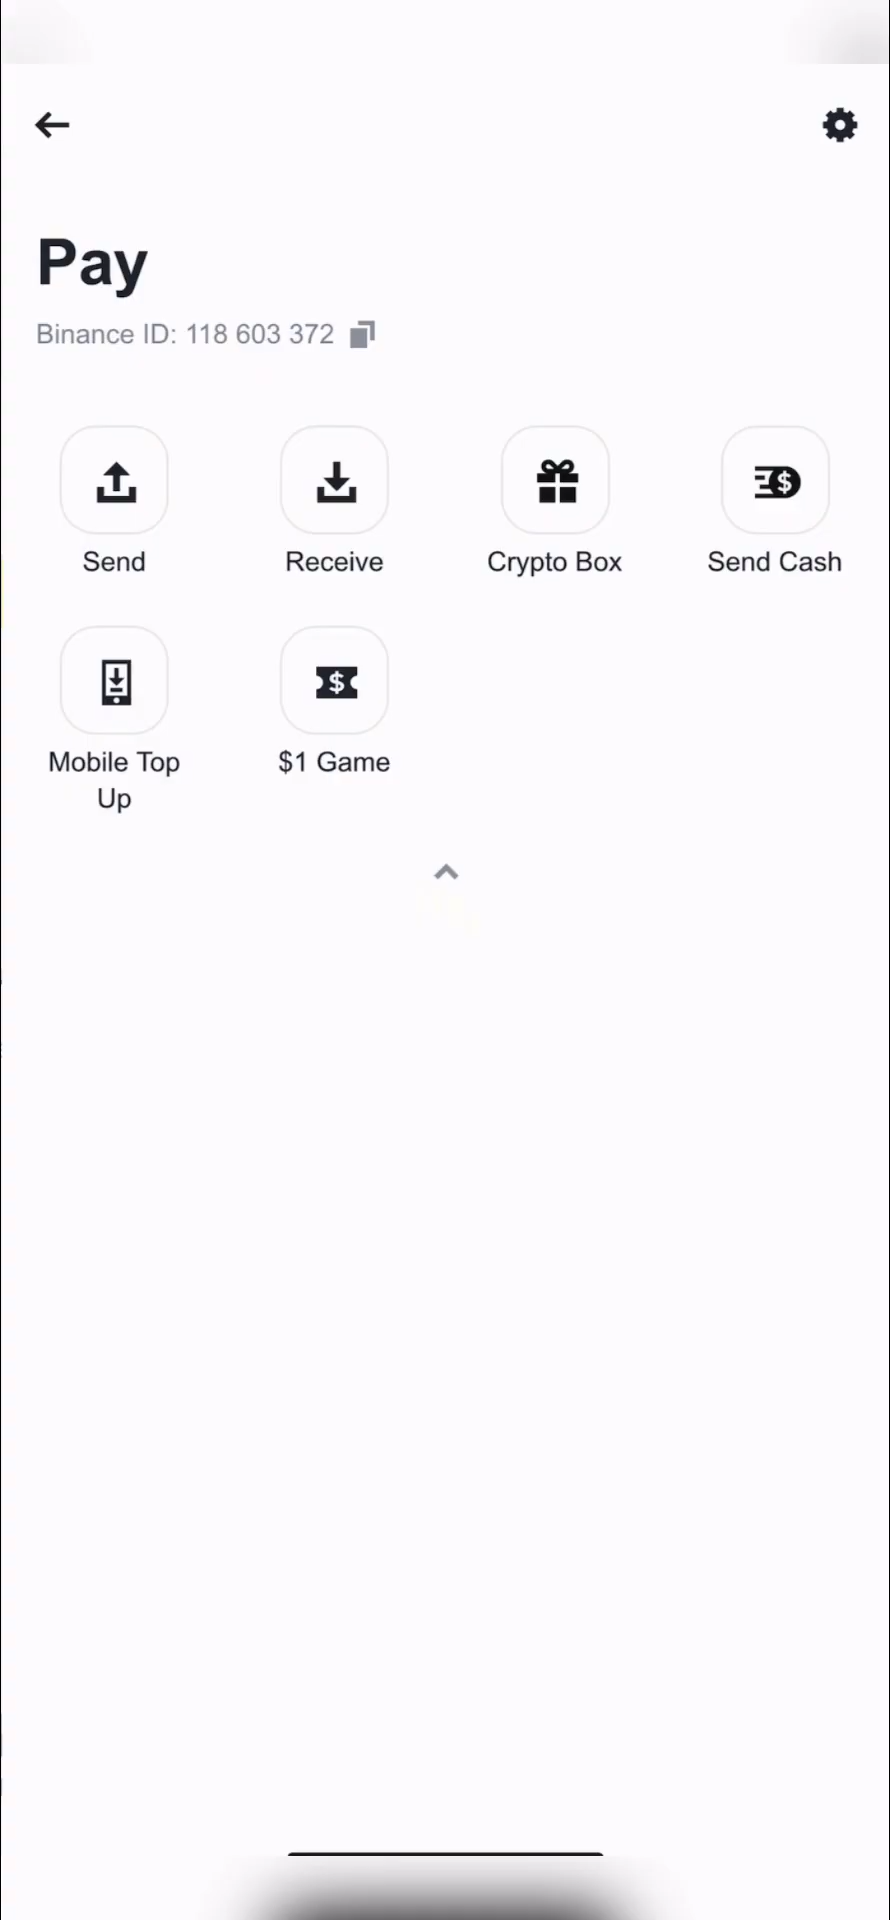 Pay
Binance ID: 118 603 372
Send
Receive
Crypto Box
Send Cash
Mobile Top
Up
$1 Game